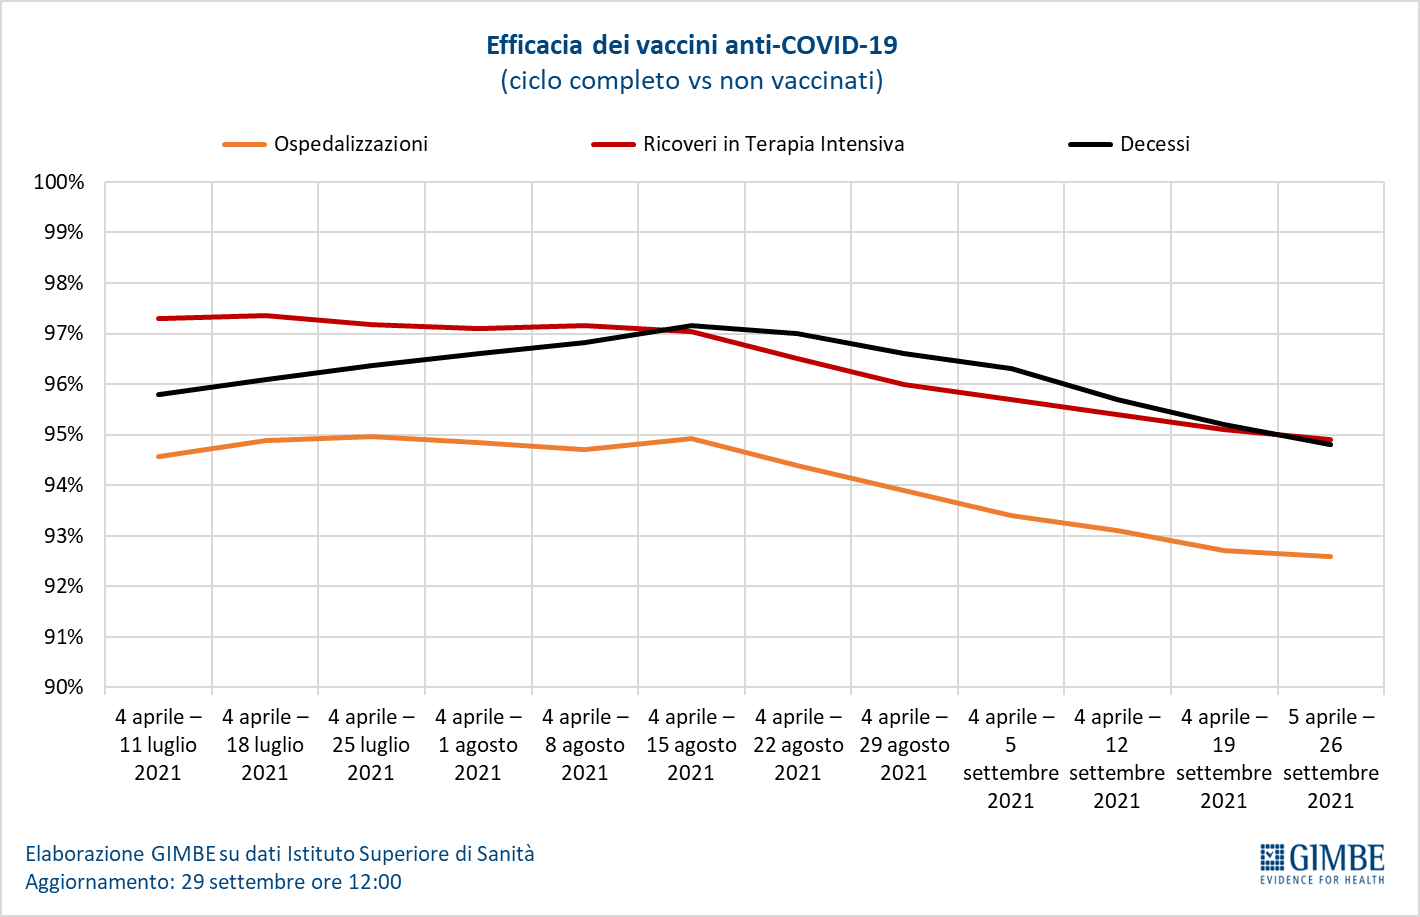 Efficacia dei vaccini anti-COVID-19
(ciclo completo vs non vaccinati)
Ospedalizzazioni
Ricoveri in Terapia Intensiva
Decessi
100%
99%
98%
97%
96%
95%
94%
93%
92%
91%
90%
4 aprile –
11 luglio
2021
4 aprile –
18 luglio
2021
4 aprile –
25 luglio
2021
4 aprile –
1 agosto
2021
4 aprile –
8 agosto
2021
4 aprile –
15 agosto
2021
4 aprile –
22 agosto
2021
4 aprile –
29 agosto
2021
4 aprile –
5
settembre
2021
4 aprile –
12
settembre
2021
4 aprile –
19
settembre
2021
5 aprile –
26
settembre
2021
Elaborazione GIMBE su dati Istituto Superiore di Sanità
Aggiornamento: 29 settembre ore 12:00
GIMBE
EVIDENCE FOR HEALTH